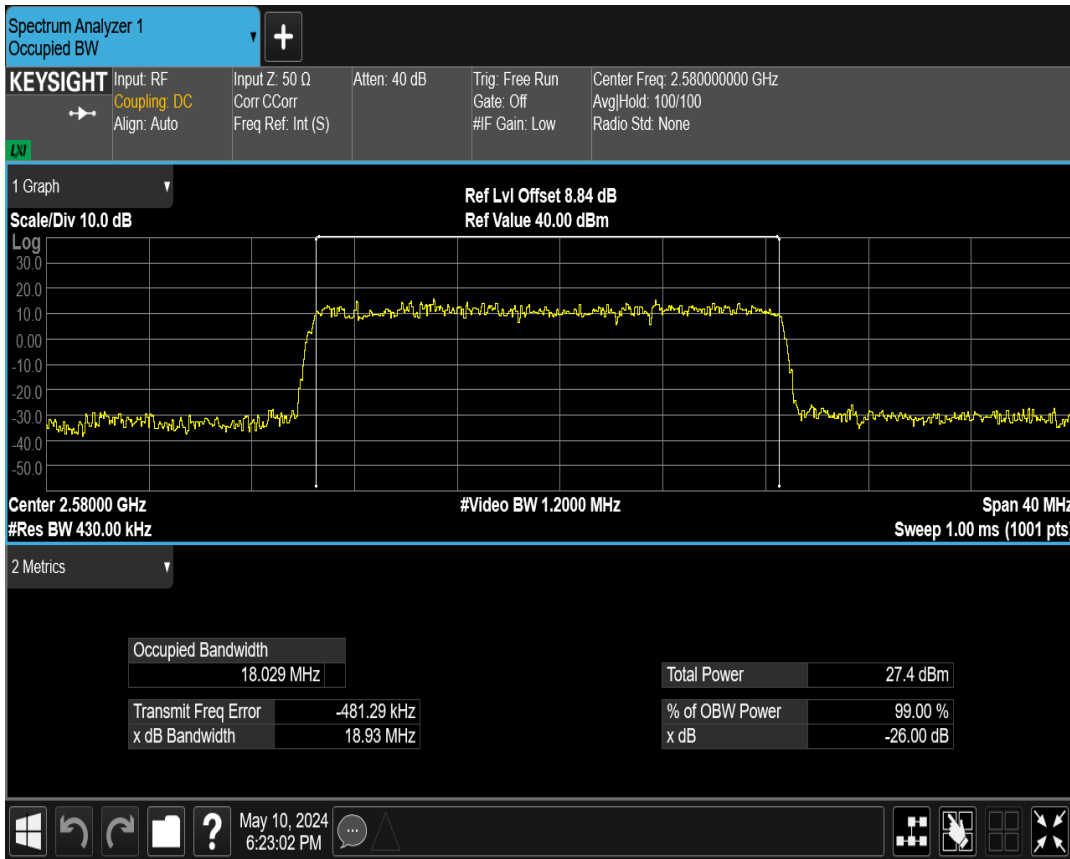 Spectrum Analyzer 1
Occupied BW
+
KEYSIGHT
LXI
Input: RF
Coupling: DC
Align: Auto
Input Z: 50 Ω
Corr CCorr
Freq Ref: Int (S)
Atten: 40 dB
Trig: Free Run
Gate: Off
#IF Gain: Low
Center Freq: 2.580000000 GHz
Avg|Hold: 100/100
Radio Std: None
1 Graph
Scale/Div 10.0 dB
Ref Lvl Offset 8.84 dB
Ref Value 40.00 dBm
Log
30.0
20.0
10.0
0.00
-10.0
-20.0
-30.0
-40.0
-50.0
Center 2.58000 GHz
#Video BW 1.2000 MHz
Span 40 MHz
#Res BW 430.00 kHz
Sweep 1.00 ms (1001 pts)
2 Metrics
Occupied Bandwidth
18.029 MHz
Total Power 27.4 dBm
Transmit Freq Error -481.29 kHz
% of OBW Power 99.00 %
x dB Bandwidth 18.93 MHz
x dB -26.00 dB
?
May 10, 2024
6:23:02 PM